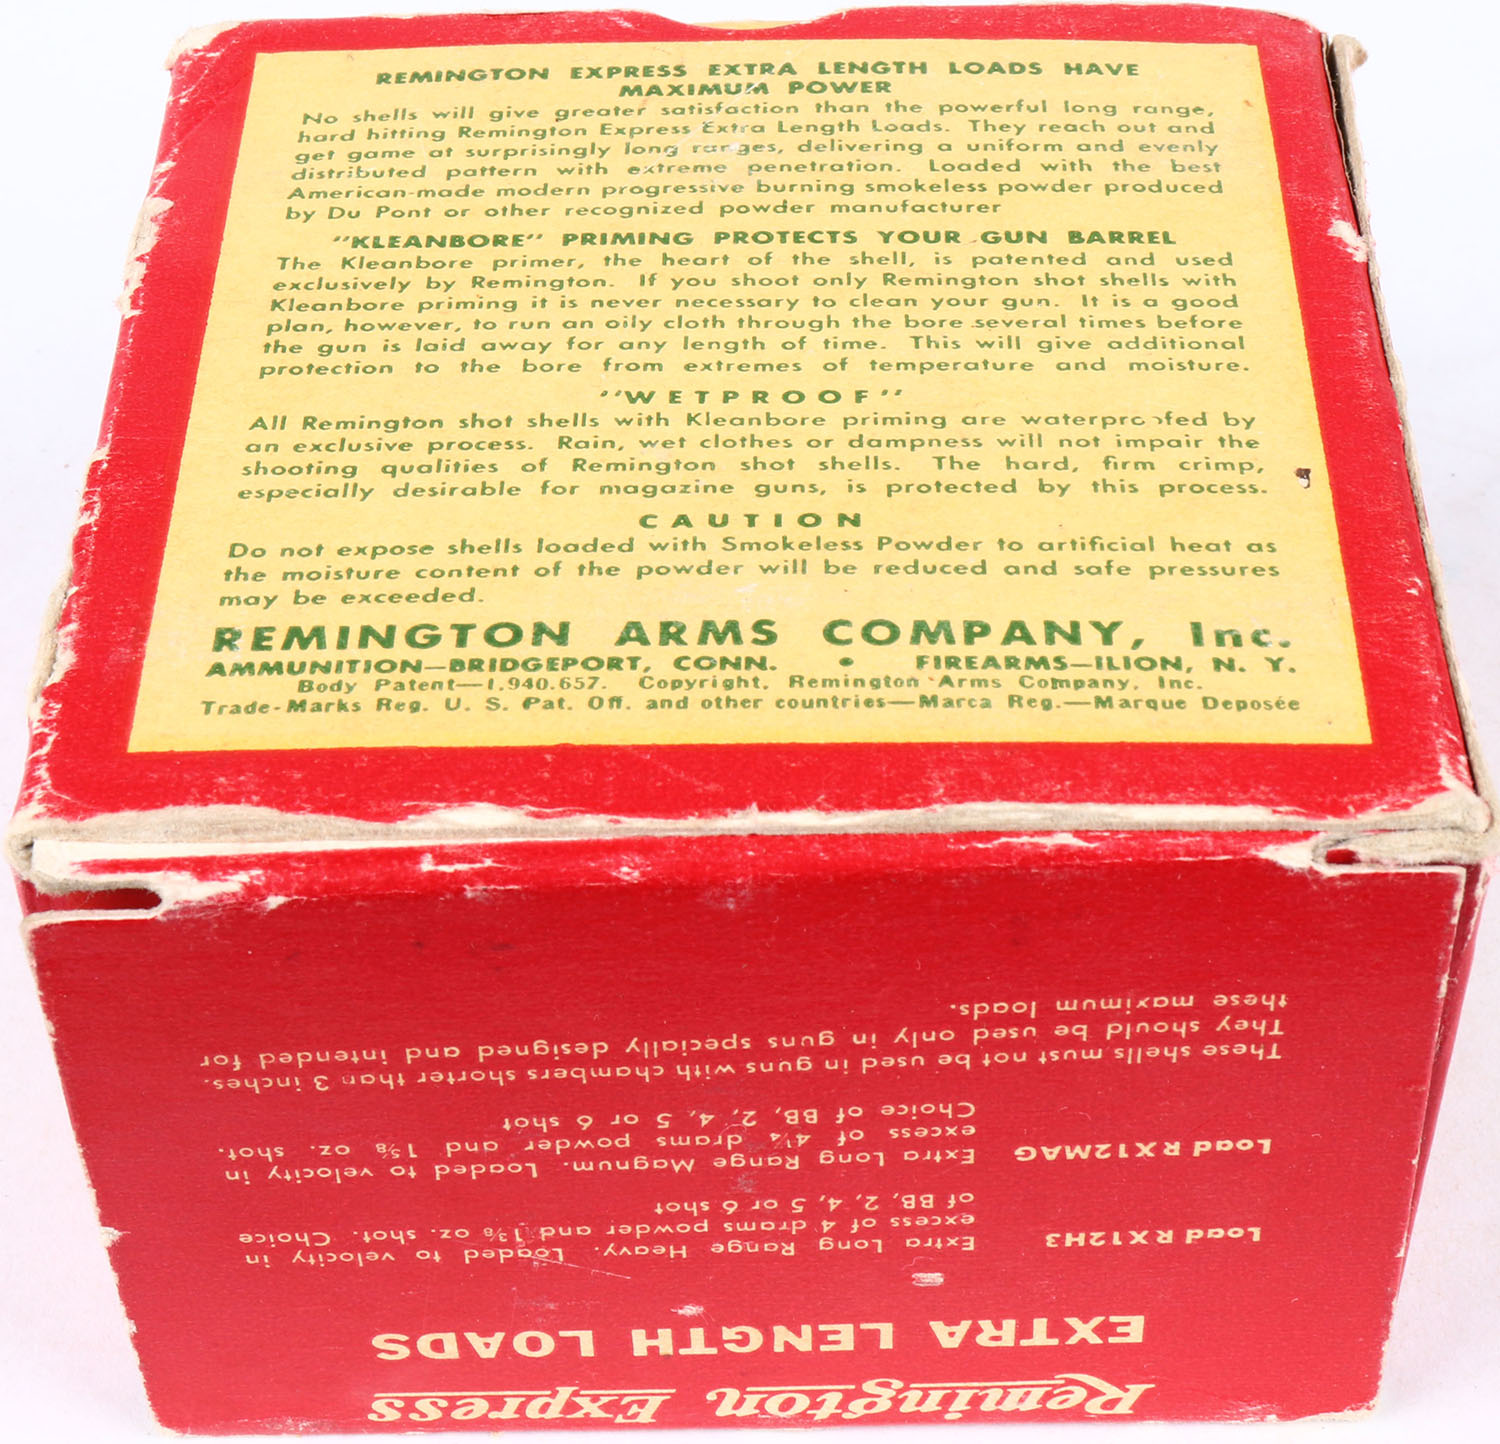 REMINGTON EXPRESS EXTRA LENGTH LOADS HAVE
MAXIMUM POWER
No shells will give greater satisfaction than the powerful long range,
hard hitting Remington Express Extra Length Loads. They reach out and
get game at surprisingly long ranges, delivering a uniform and evenly
distributed pattern with extreme penetration. Loaded with the best
American-made modern progressive burning smokeless powder produced
by Du Pont or other recognized powder manufacturer
"KLEANBORE" PRIMING PROTECTS YOUR GUN BARREL
The Kleanbore primer, the heart of the shell, is patented and used
exclusively by Remington. If you shoot only Remington shot shells with
Kleanbore priming it is never necessary to clean your gun. It is a good
plan, however, to run an oily cloth through the bore several times before
the gun is laid away for any length of time. This will give additional
protection to the bore from extremes of temperature and moisture.
"WETPROOF"
All Remington shot shells with Kleanbore priming are waterproofed by
an exclusive process. Rain, wet clothes or dampness will not impair the
shooting qualities of Remington shot shells. The hard, firm crimp,
especially desirable for magazine guns, is protected by this process.
CAUTION
Do not expose shells loaded with Smokeless Powder to artificial heat as
the moisture content of the powder will be reduced and safe pressures
may be exceeded.
REMINGTON ARMS COMPANY, Inc.
AMMUNITION—BRIDGEPORT, CONN. • FIREARMS—ILION, N. Y.
Body Patent—1,940,657. Copyright, Remington Arms Company, Inc.
Trade-Marks Reg. U. S. Pat. Off. and other countries—Marca Reg.—Marque Deposée
Remington Express
EXTRA LENGTH LOADS
Load RX12H3 Extra Long Range Heavy. Loaded to velocity in
excess of 4 drams powder and 1⅜ oz. shot. Choice
of BB, 2, 4, 5 or 6 shot
Load RX12MAG Extra Long Range Magnum. Loaded to velocity in
excess of 4¼ drams powder and 1⅝ oz. shot.
Choice of BB, 2, 4, 5 or 6 shot
These shells must not be used in guns with chambers shorter than 3 inches.
They should be used only in guns specially designed and intended for
these maximum loads.